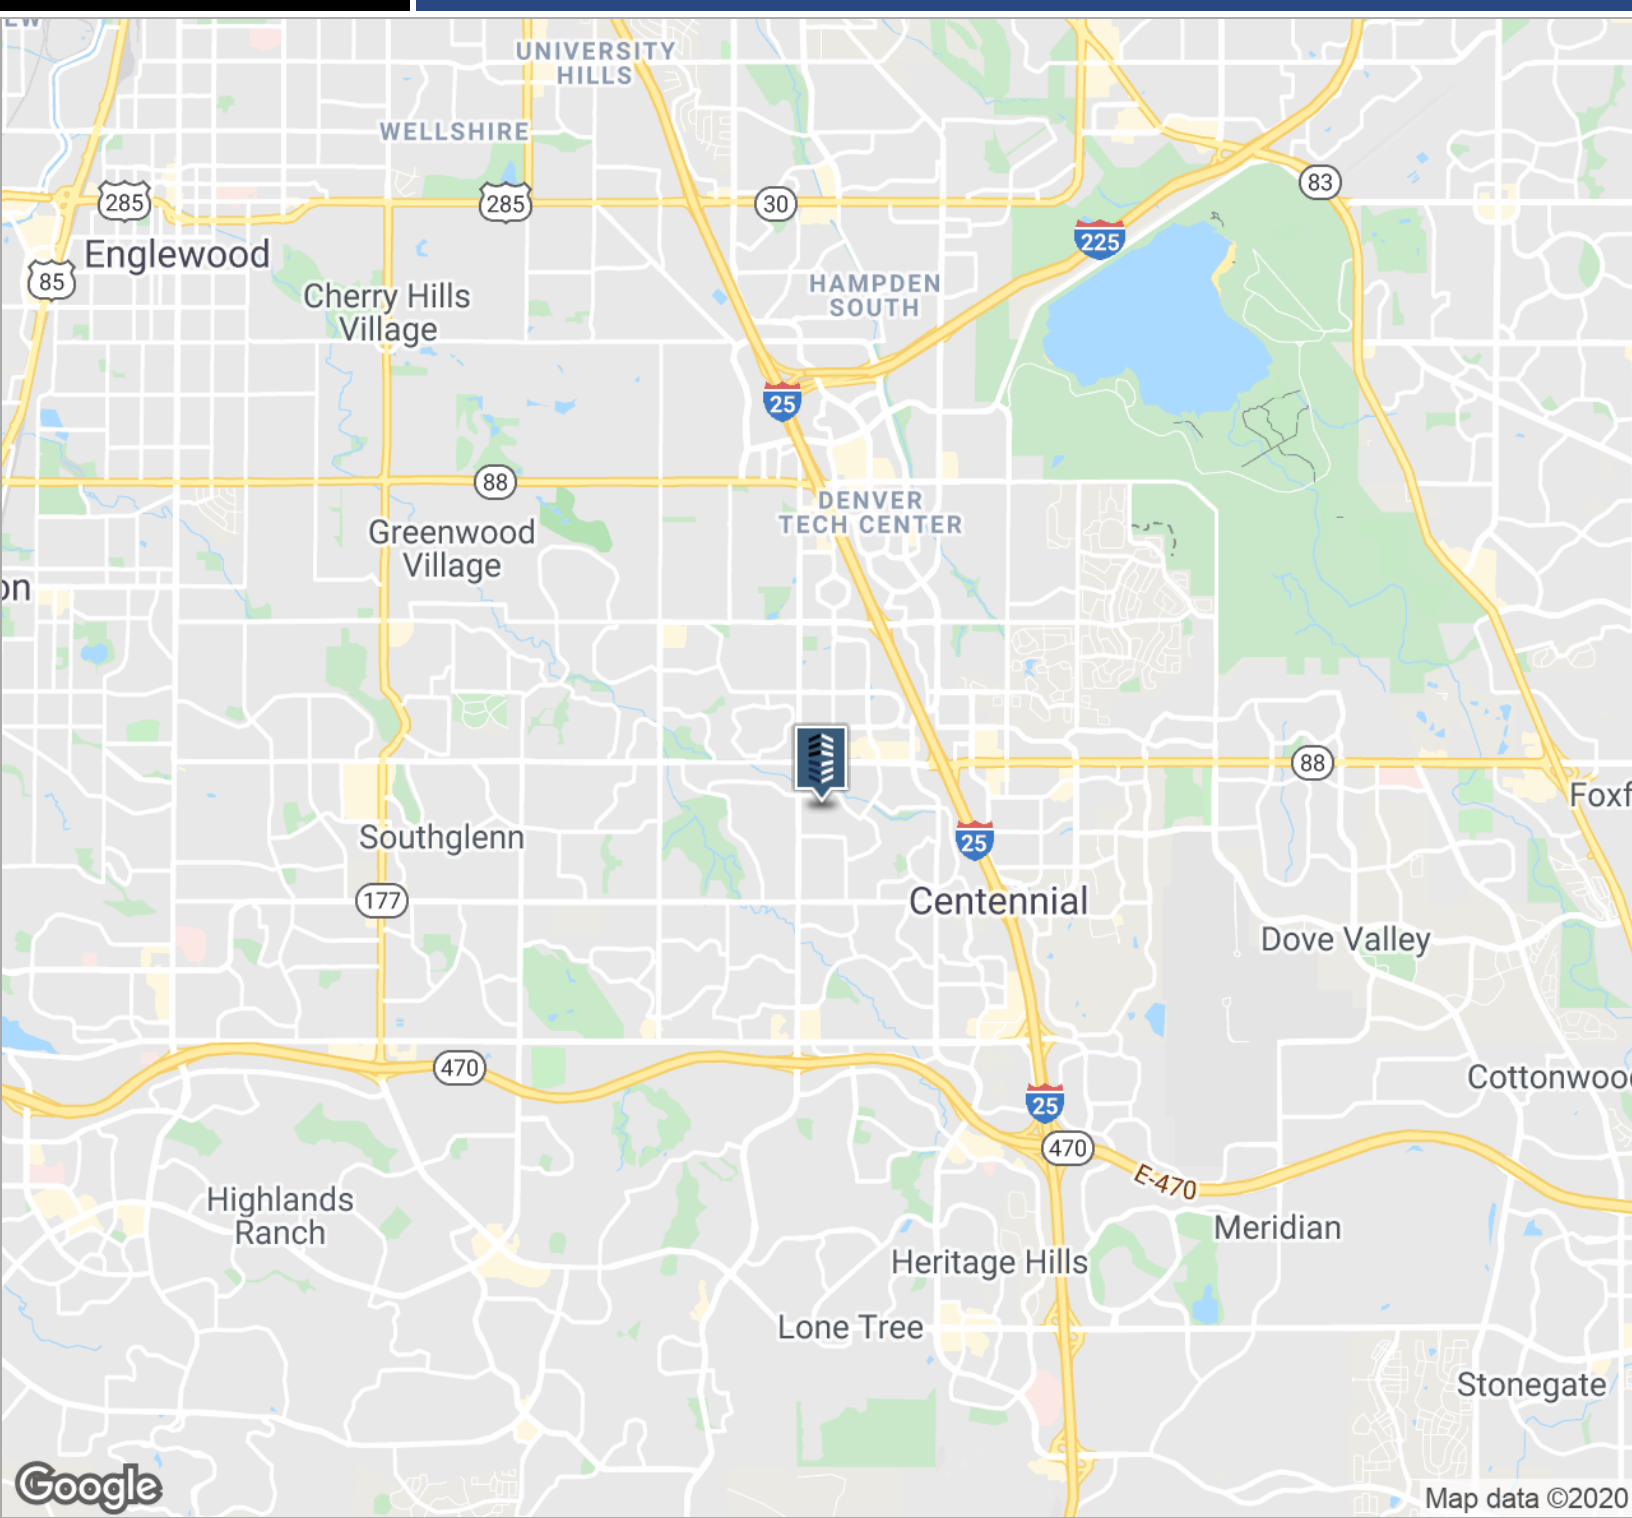 UNIVERSITY
HILLS
WELLSHIRE
285
285
30
83
225
Englewood
85
Cherry Hills
Village
HAMPDEN
SOUTH
25
88
DENVER
TECH CENTER
Greenwood
Village
on
88
Foxf
Southglenn
25
177
Centennial
Dove Valley
470
Cottonwood
25
470
E-470
Highlands
Ranch
Meridian
Heritage Hills
Lone Tree
Stonegate
Google
Map data ©2020